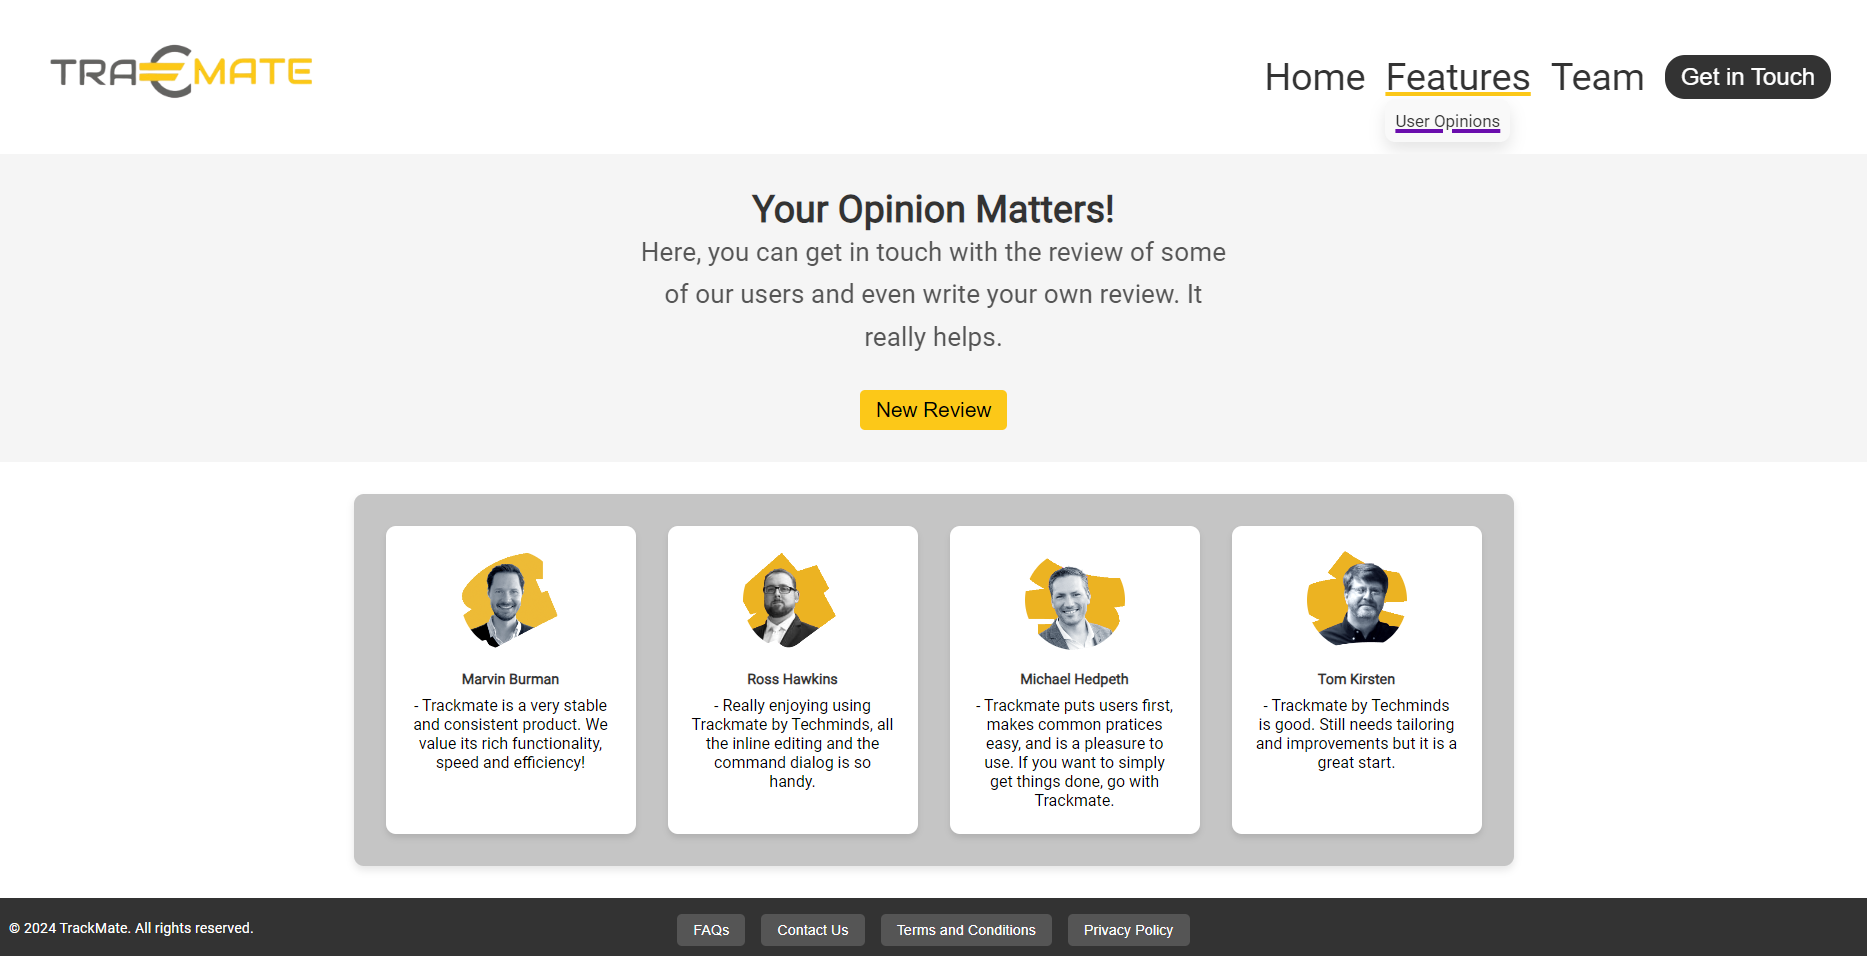 TRACMATE
Home Features Team Get in Touch
User Opinions
Your Opinion Matters!
Here, you can get in touch with the review of some
of our users and even write your own review. It
really helps.
New Review
Marvin Burman
- Trackmate is a very stable
and consistent product. We
value its rich functionality,
speed and efficiency!
Ross Hawkins
- Really enjoying using
Trackmate by Techminds, all
the inline editing and the
command dialog is so
handy.
Michael Hedpeth
- Trackmate puts users first,
makes common pratices
easy, and is a pleasure to
use. If you want to simply
get things done, go with
Trackmate.
Tom Kirsten
- Trackmate by Techminds
is good. Still needs tailoring
and improvements but it is a
great start.
© 2024 TrackMate. All rights reserved.
FAQs Contact Us Terms and Conditions Privacy Policy